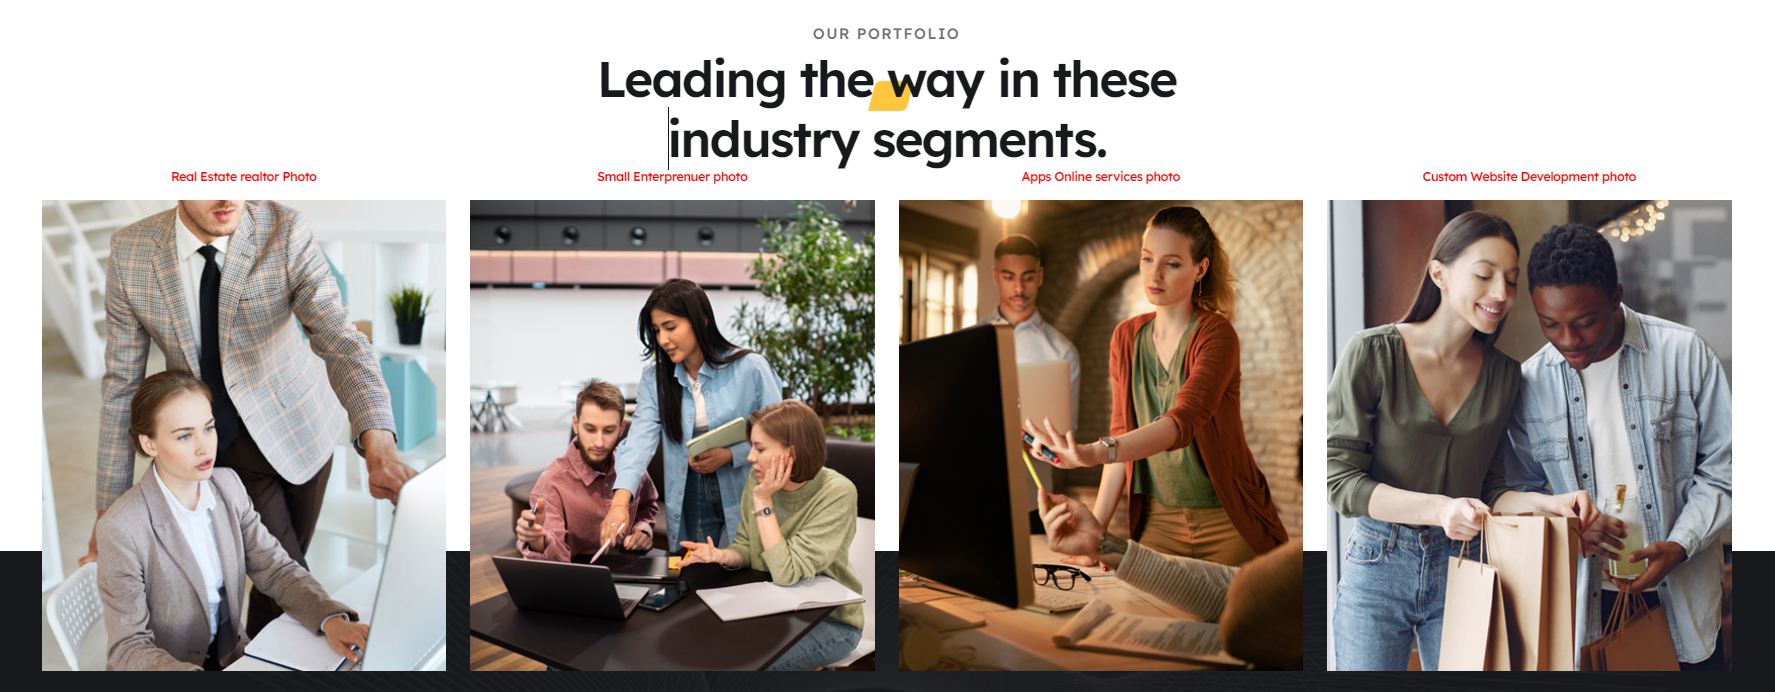 OUR PORTFOLIO
Leading the way in these
industry segments.
Real Estate realtor Photo
Small Enterprenuer photo
Apps Online services photo
Custom Website Development photo